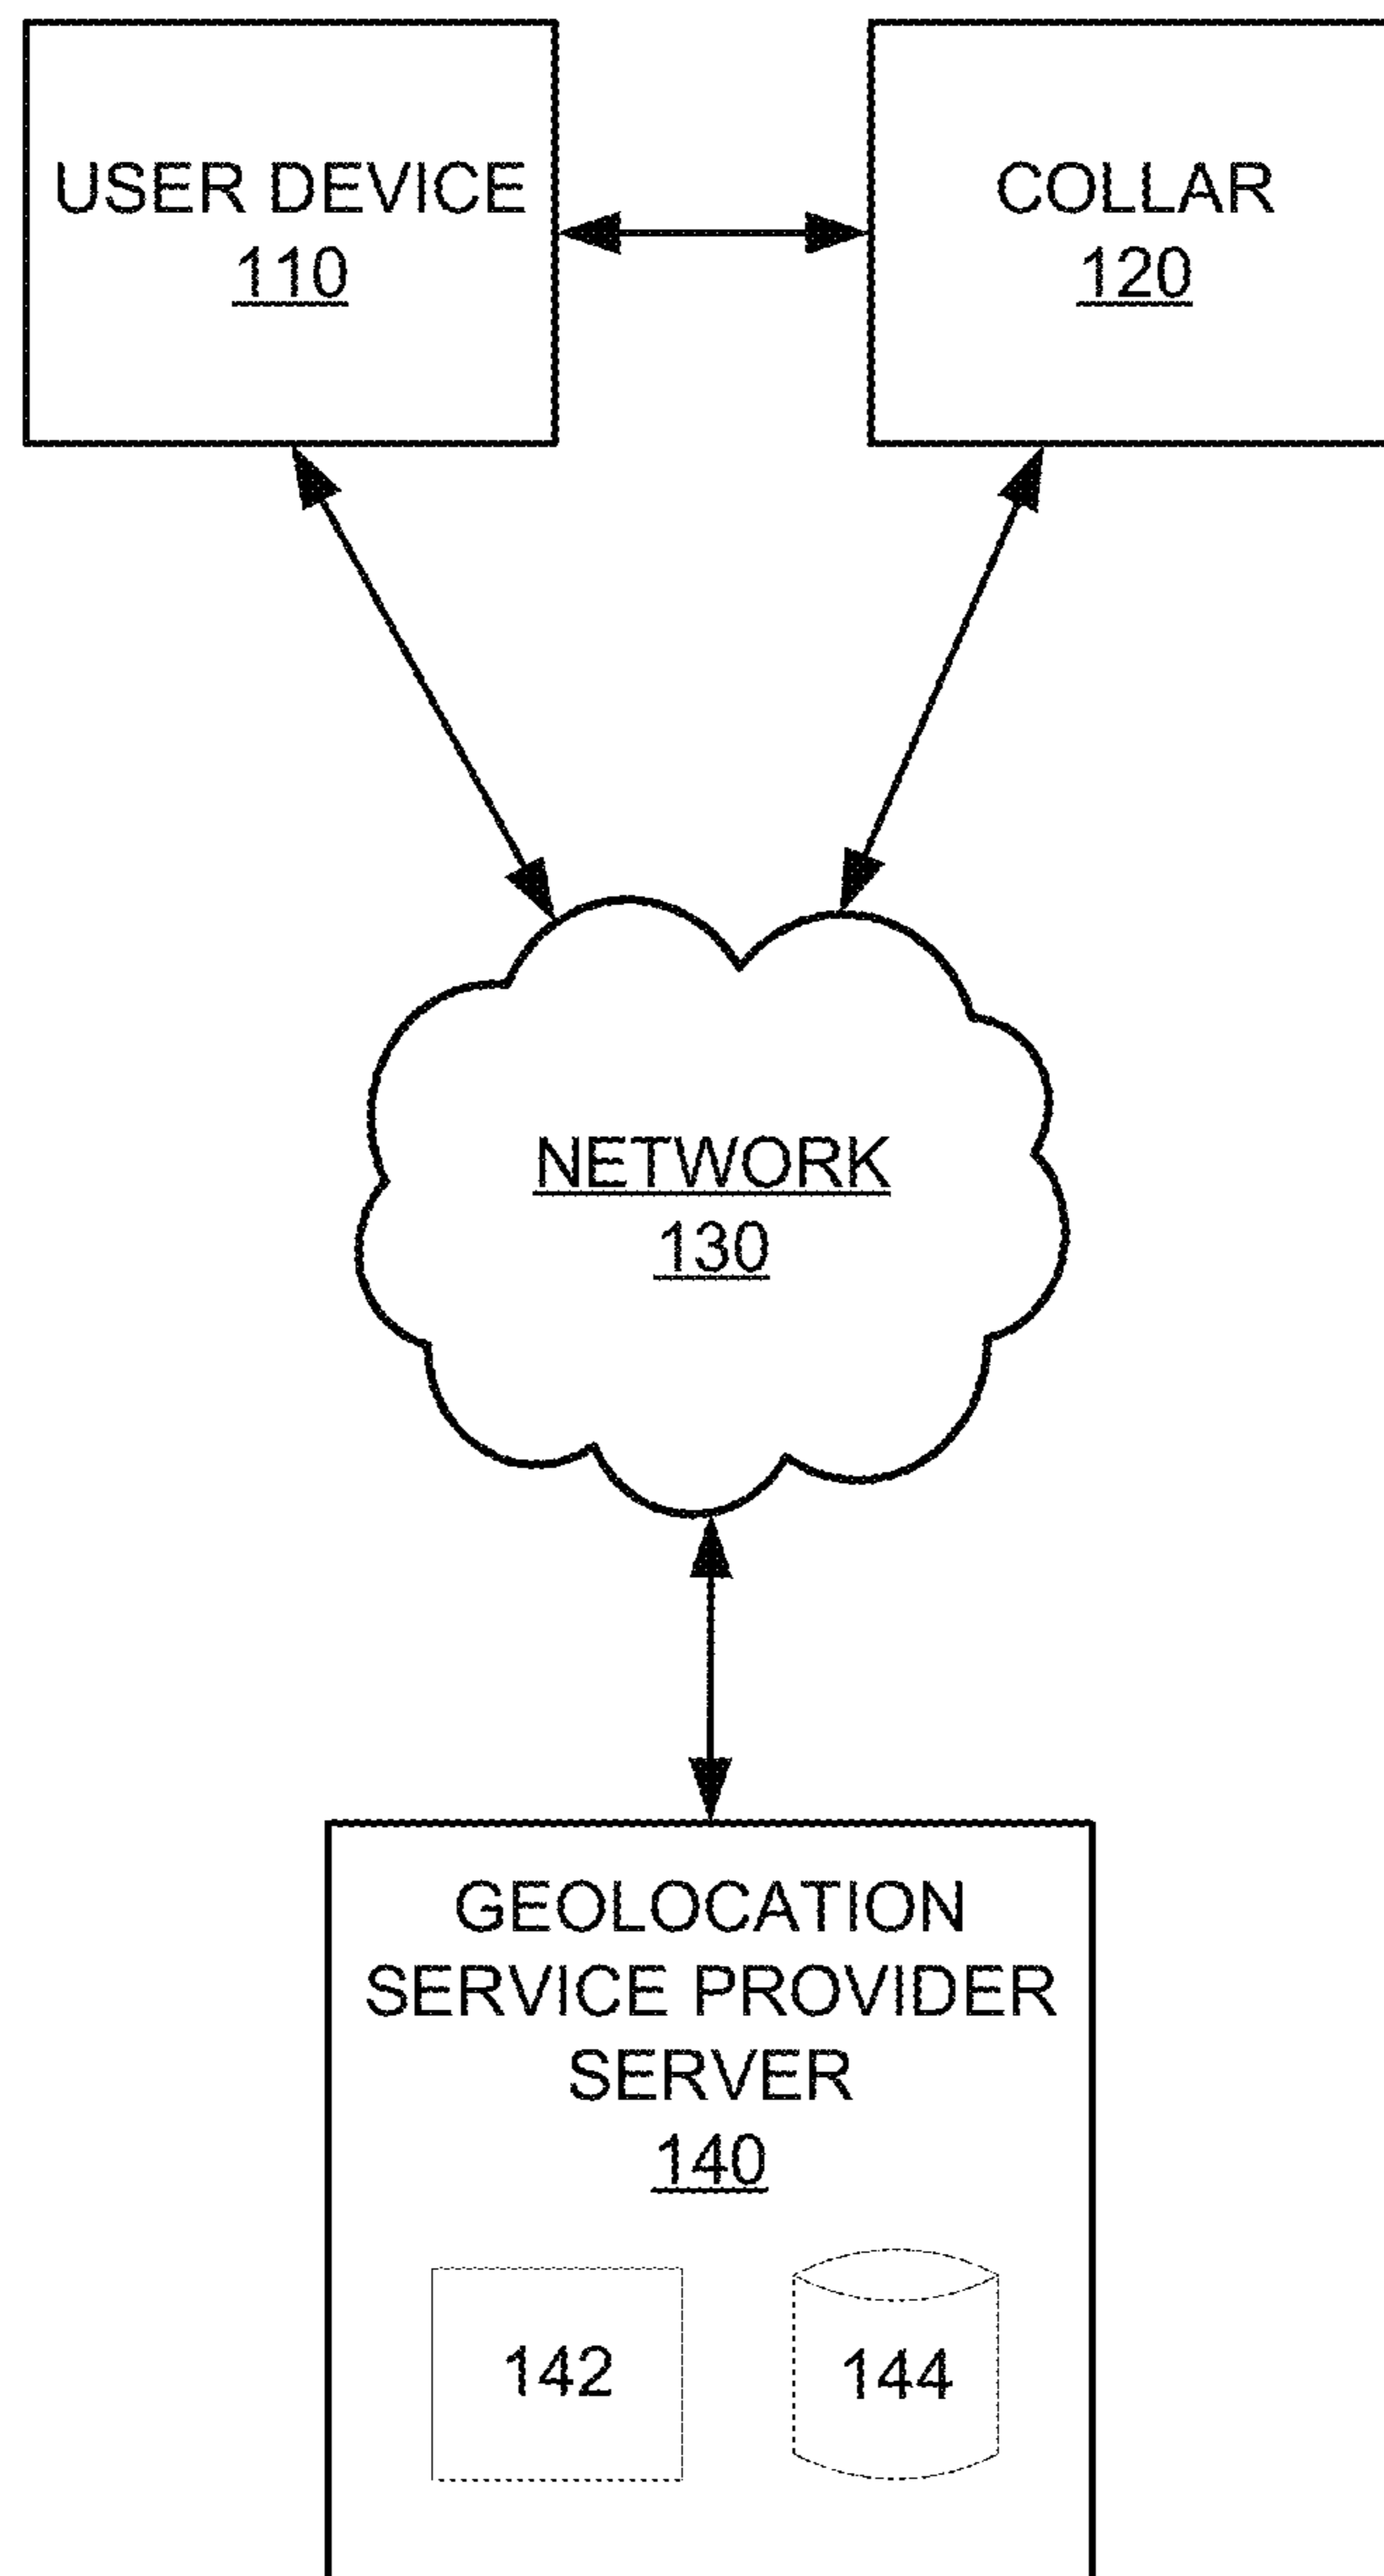 USER DEVICE
110
COLLAR
120
NETWORK
130
GEOLOCATION
SERVICE PROVIDER
SERVER
140
142
144